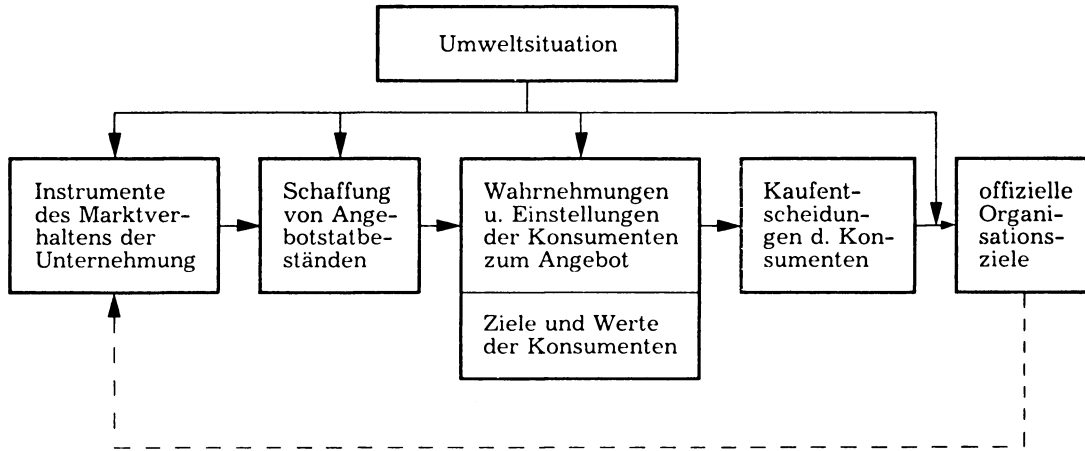 Umweltsituation
Instrumente
des Marktver-
haltens der
Unternehmung
Schaffung
von Ange-
botstatbe-
ständen
Wahrnehmungen
u. Einstellungen
der Konsumenten
zum Angebot
Ziele und Werte
der Konsumenten
Kaufent-
scheidun-
gen d. Kon-
sumenten
offizielle
Organi-
sations-
ziele